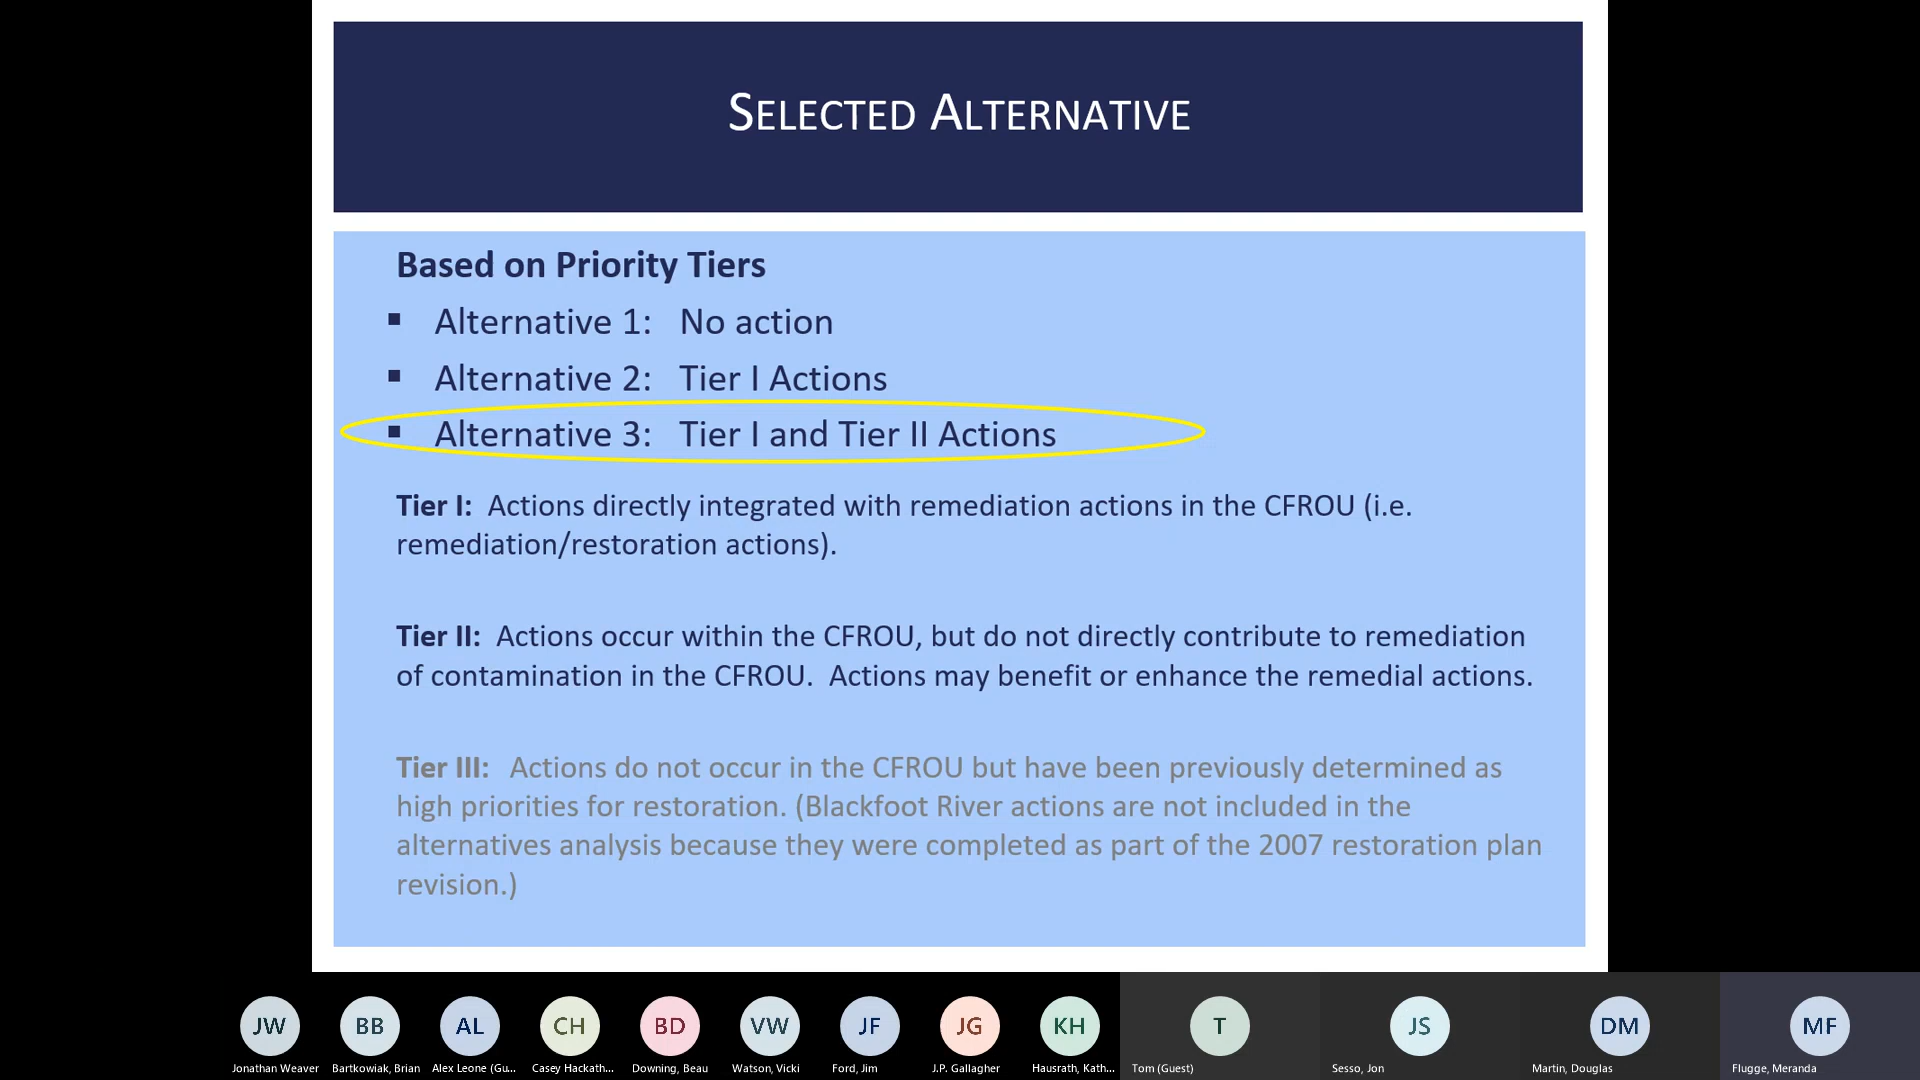 SELECTED ALTERNATIVE
Based on Priority Tiers
▪ Alternative 1: No action
▪ Alternative 2: Tier I Actions
▪ Alternative 3: Tier I and Tier II Actions
Tier I: Actions directly integrated with remediation actions in the CFROU (i.e.
remediation/restoration actions).
Tier II: Actions occur within the CFROU, but do not directly contribute to remediation
of contamination in the CFROU. Actions may benefit or enhance the remedial actions.
Tier III: Actions do not occur in the CFROU but have been previously determined as
high priorities for restoration. (Blackfoot River actions are not included in the
alternatives analysis because they were completed as part of the 2007 restoration plan
revision.)
JW BB AL CH BD VW JF JG KH T JS DM MF
Jonathan Weaver Bartkowiak, Brian Alex Leone (Gu... Casey Hackath... Downing, Beau Watson, Vicki Ford, Jim J.P. Gallagher Hausrath, Kath... Tom (Guest) Sesso, Jon Martin, Douglas Flugge, Meranda